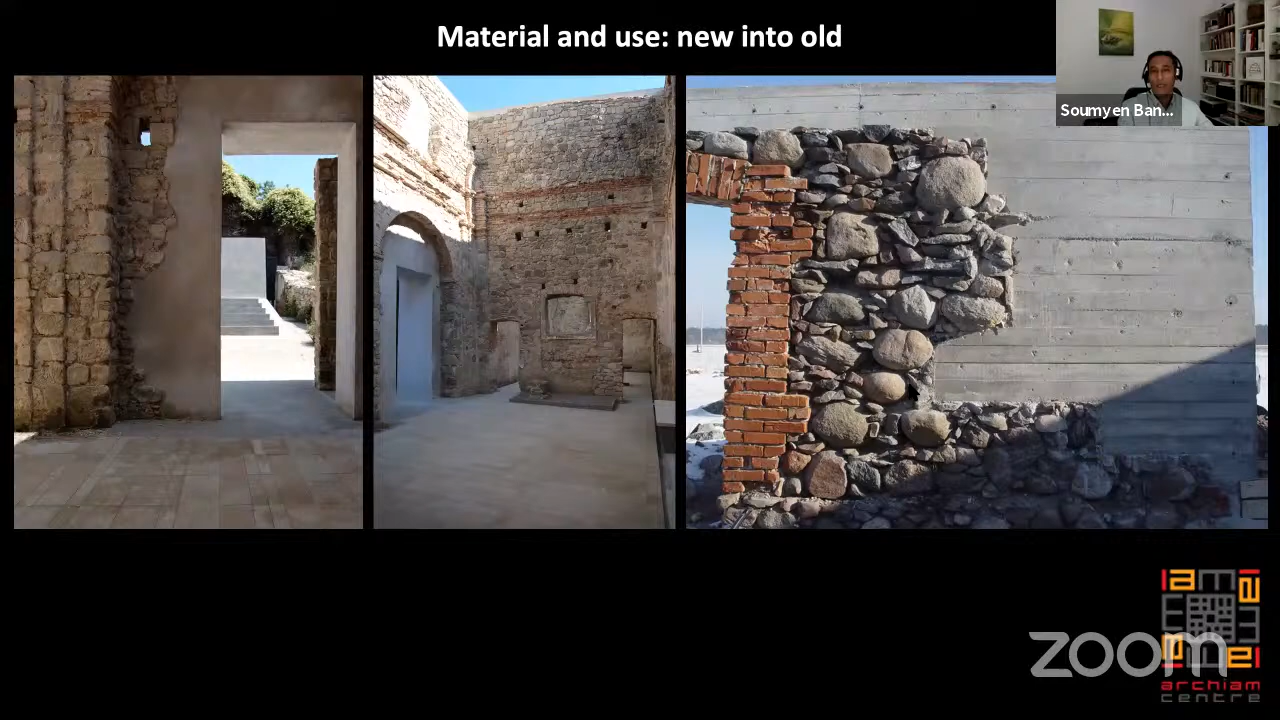 Material and use: new into old
Soumyen Ban...
zoom
archiam
centre